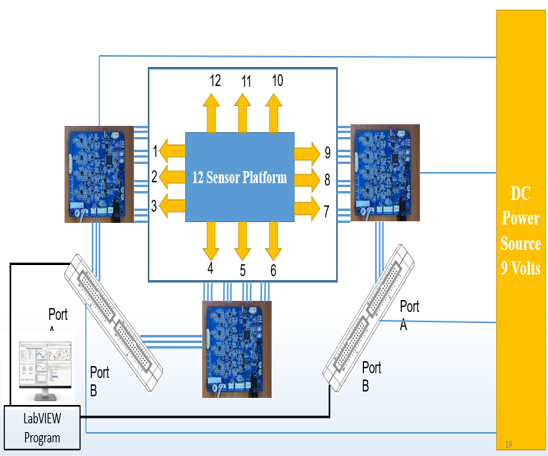 12
11
10
1
2
3
12 Sensor Platform
9
8
7
4
5
6
DC
Power
Source
9 Volts
Port
A
Port
B
Port
A
Port
B
LabVIEW
Program
19